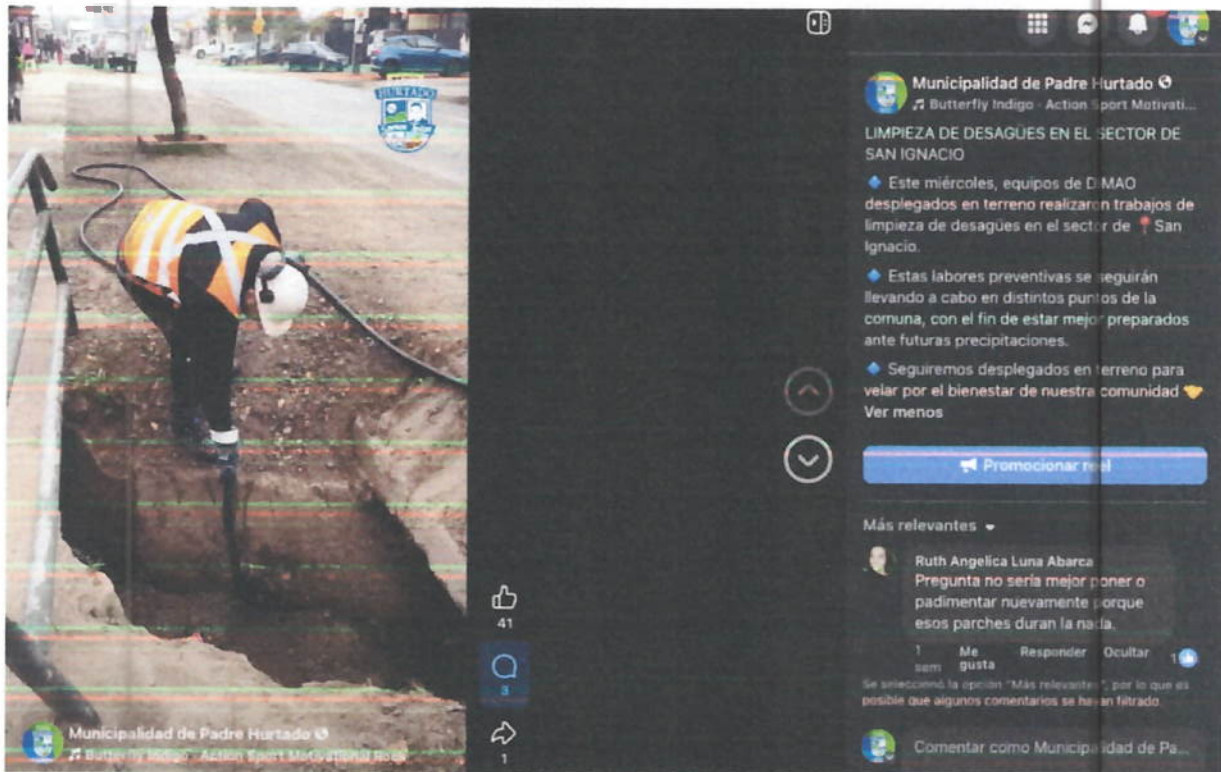 HURTADO
Municipalidad de Padre Hurtado
Butterfly Indigo · Action Sport Motivational Rock
41
3
1
Municipalidad de Padre Hurtado
Butterfly Indigo · Action Sport Motivati...
LIMPIEZA DE DESAGÜES EN EL SECTOR DE
SAN IGNACIO
Este miércoles, equipos de DIMAO
desplegados en terreno realizaron trabajos de
limpieza de desagües en el sector de 📍San
Ignacio.
Estas labores preventivas se seguirán
llevando a cabo en distintos puntos de la
comuna, con el fin de estar mejor preparados
ante futuras precipitaciones.
Seguiremos desplegados en terreno para
velar por el bienestar de nuestra comunidad
Ver menos
Promocionar reel
Más relevantes
Ruth Angelica Luna Abarca
Pregunta no sería mejor poner o
padimentar nuevamente porque
esos parches duran la nada.
1 sem Me gusta Responder Ocultar 1
Se seleccionó la opción "Más relevantes", por lo que es
posible que algunos comentarios se hayan filtrado.
Comentar como Municipalidad de Pa...